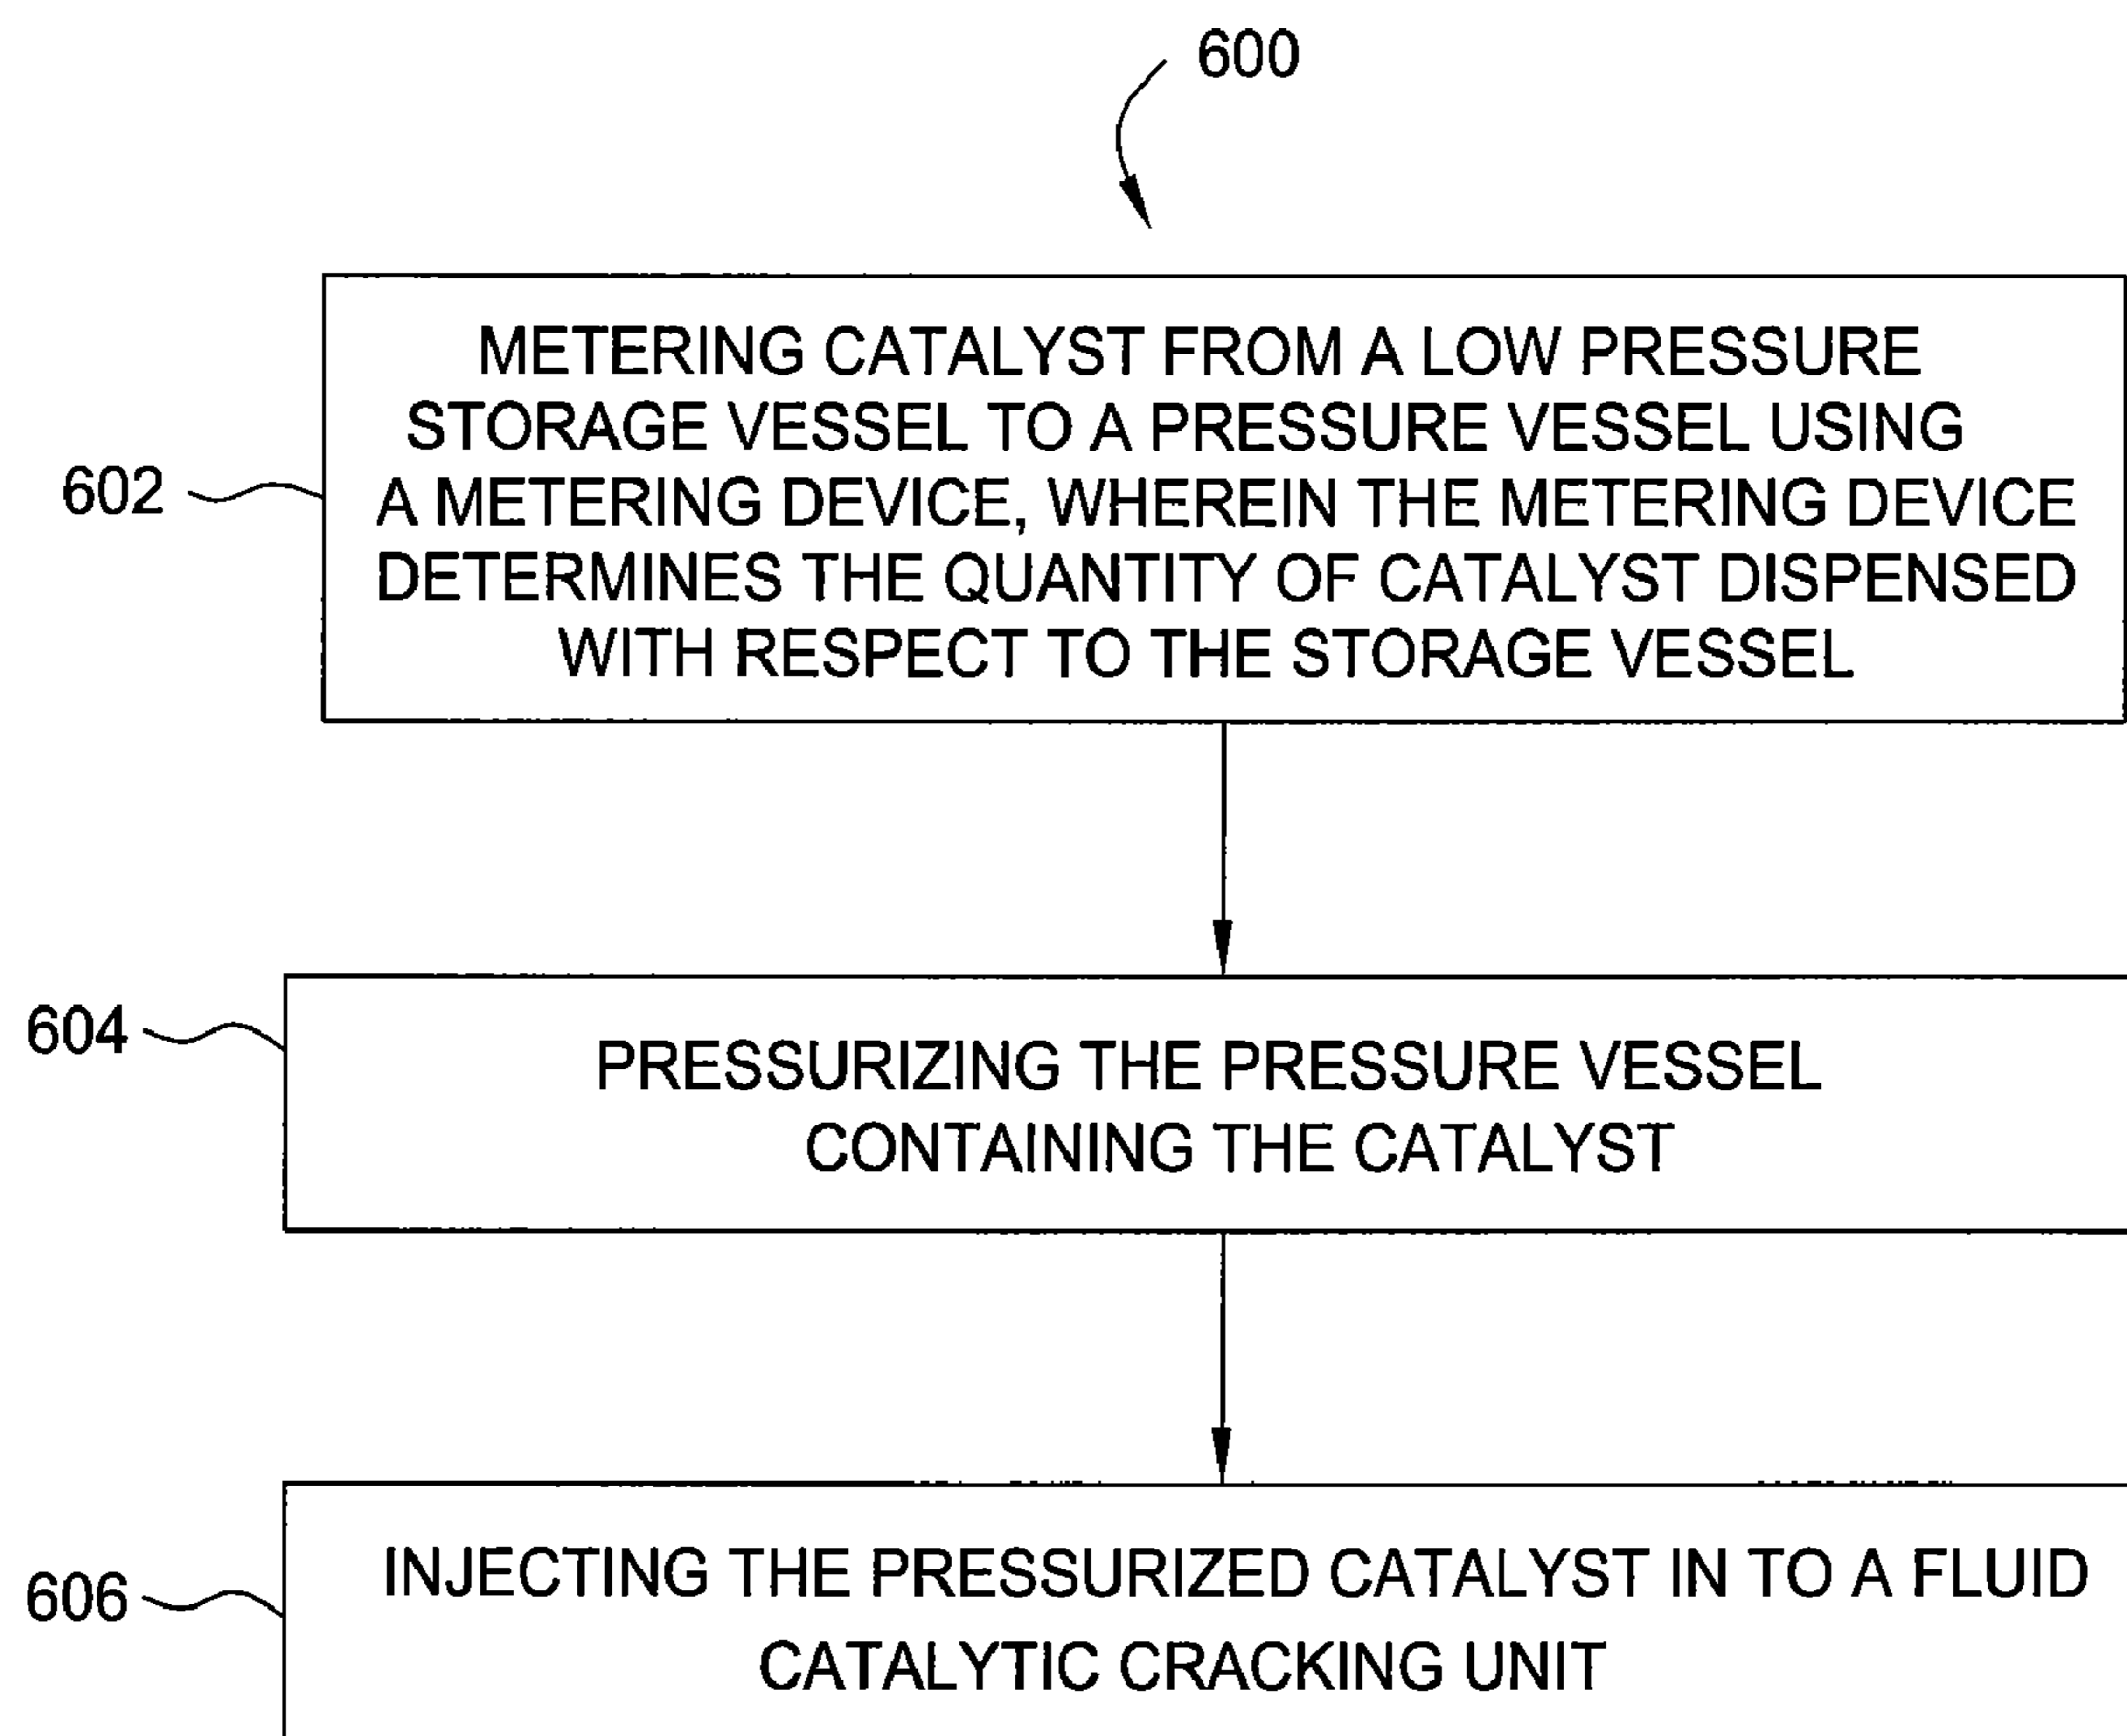 600
METERING CATALYST FROM A LOW PRESSURE
STORAGE VESSEL TO A PRESSURE VESSEL USING
A METERING DEVICE, WHEREIN THE METERING DEVICE
DETERMINES THE QUANTITY OF CATALYST DISPENSED
WITH RESPECT TO THE STORAGE VESSEL
602
604
PRESSURIZING THE PRESSURE VESSEL
CONTAINING THE CATALYST
606
INJECTING THE PRESSURIZED CATALYST IN TO A FLUID
CATALYTIC CRACKING UNIT